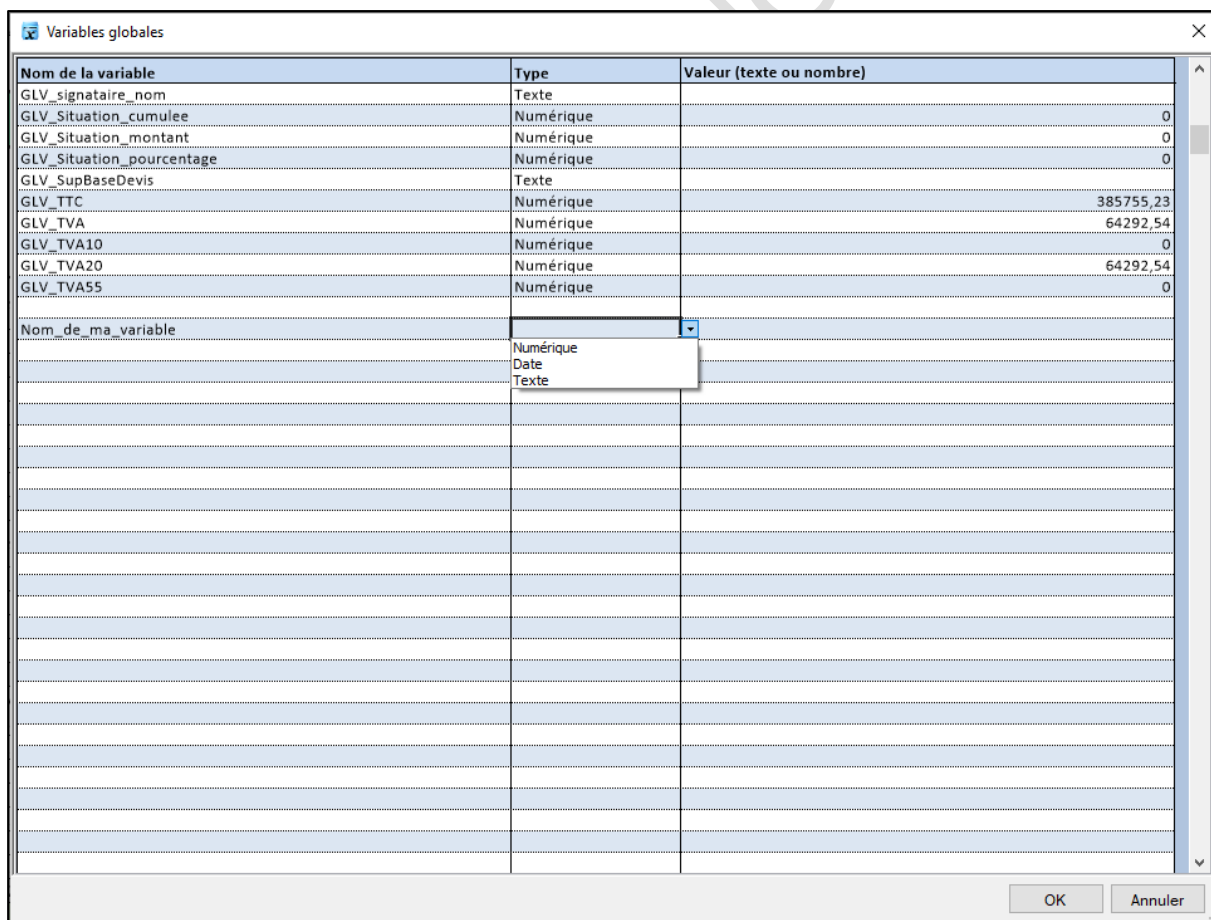 Variables globales
Nom de la variable Type Valeur (texte ou nombre)
GLV_signataire_nom Texte
GLV_Situation_cumulee Numérique 0
GLV_Situation_montant Numérique 0
GLV_Situation_pourcentage Numérique 0
GLV_SupBaseDevis Texte
GLV_TTC Numérique 385755,23
GLV_TVA Numérique 64292,54
GLV_TVA10 Numérique 0
GLV_TVA20 Numérique 64292,54
GLV_TVA55 Numérique 0
Nom_de_ma_variable
Numérique
Date
Texte
OK Annuler